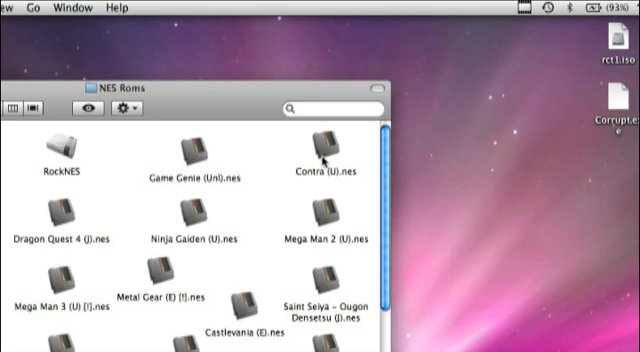 ew Go Window Help (93%)
rct1.iso
NES Roms
Corrupt.ex
e
RockNES
Game Genie (Unl).nes
Contra (U).nes
Dragon Quest 4 (J).nes
Ninja Gaiden (U).nes
Mega Man 2 (U).nes
Mega Man 3 (U) [!].nes
Metal Gear (E) [!].nes
Saint Seiya - Ougon
Densetsu (J).nes
Castlevania (E).nes